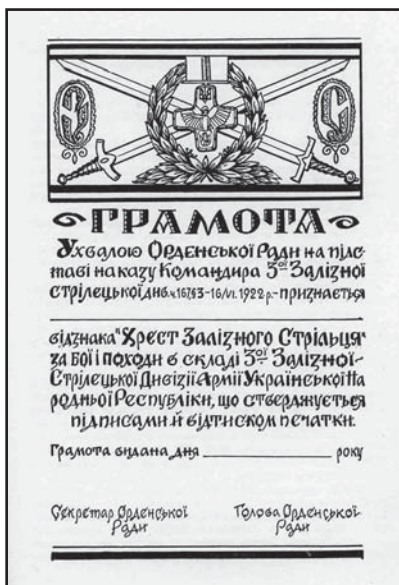 З С
ГРАМОТА
Ухвалою Орденської Ради на підс-
таві наказу Командира 3ої Залізної
стрілецької див. 16/VI. 1922 р.- признається
відзнака "Хрест Залізного Стрільця"
за бої і походи в складі 3ої Залізної-
Стрілецької Дивізії Армії Української На
родньої Республіки, що стверджується
підписами й відтиском печатки.
Грамота видана дня ____________ року
Секретар Орденської Голова Орденської
Ради Ради